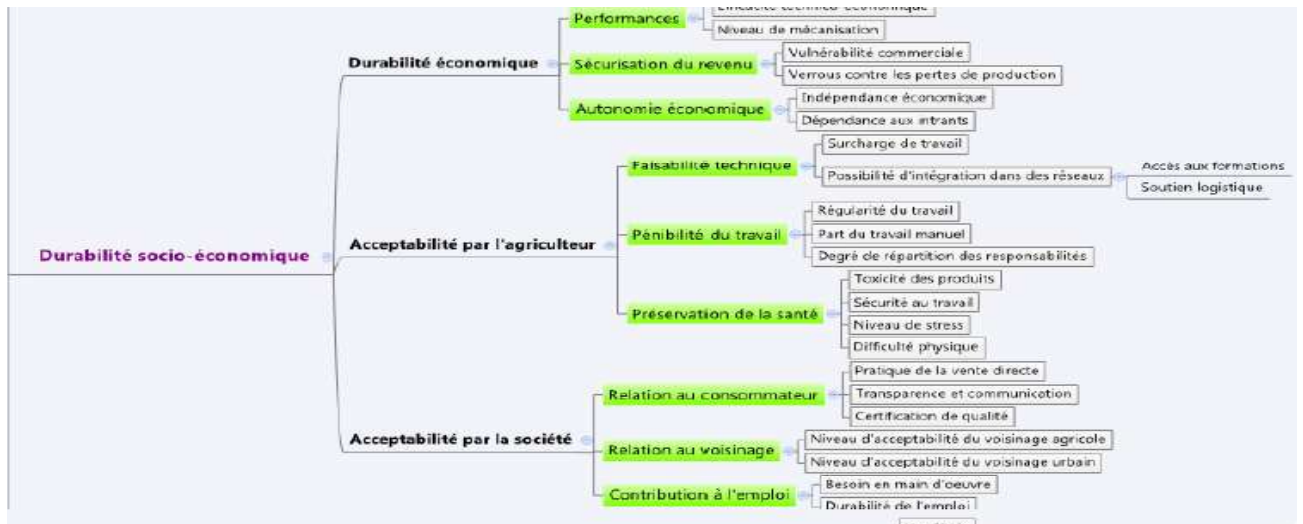 Efficacité technico-économique
Performances
Niveau de mécanisation
Durabilité économique
Sécurisation du revenu
Vulnérabilité commerciale
Verrous contre les pertes de production
Autonomie économique
Indépendance économique
Dépendance aux intrants
Surcharge de travail
Faisabilité technique
Possibilité d'intégration dans des réseaux
Accès aux formations
Soutien logistique
Régularité du travail
Acceptabilité par l'agriculteur
Pénibilité du travail
Part du travail manuel
Degré de répartition des responsabilités
Durabilité socio-économique
Toxicité des produits
Sécurité au travail
Préservation de la santé
Niveau de stress
Difficulté physique
Pratique de la vente directe
Relation au consommateur
Transparence et communication
Certification de qualité
Acceptabilité par la société
Relation au voisinage
Niveau d'acceptabilité du voisinage agricole
Niveau d'acceptabilité du voisinage urbain
Contribution à l'emploi
Besoin en main d'oeuvre
Durabilité de l'emploi